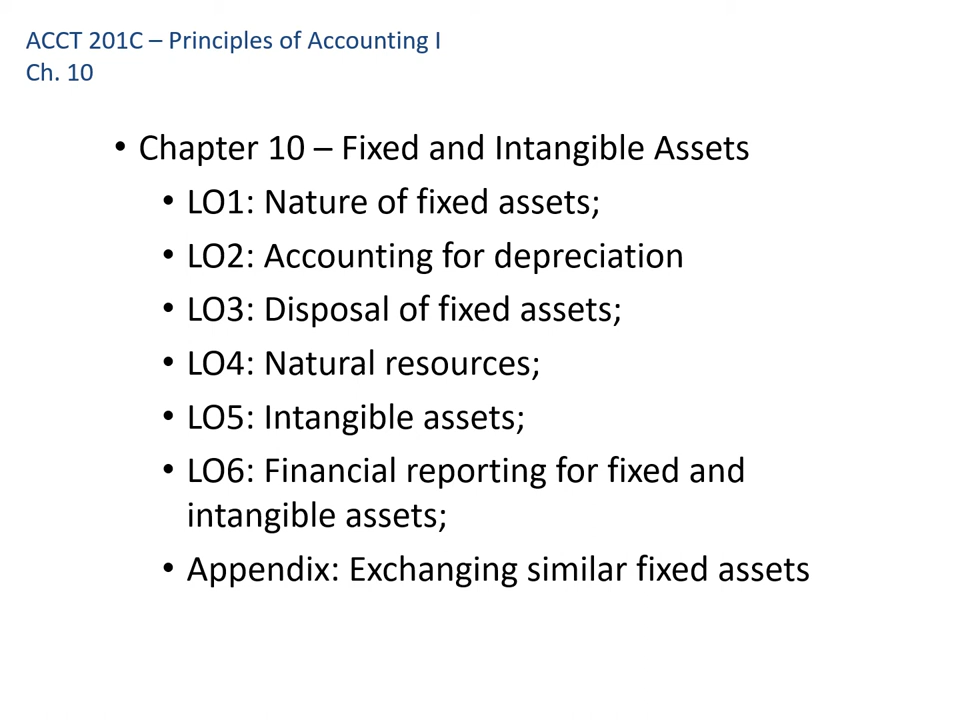 ACCT 201C – Principles of Accounting I
Ch. 10
• Chapter 10 – Fixed and Intangible Assets
• LO1: Nature of fixed assets;
• LO2: Accounting for depreciation
• LO3: Disposal of fixed assets;
• LO4: Natural resources;
• LO5: Intangible assets;
• LO6: Financial reporting for fixed and
intangible assets;
• Appendix: Exchanging similar fixed assets